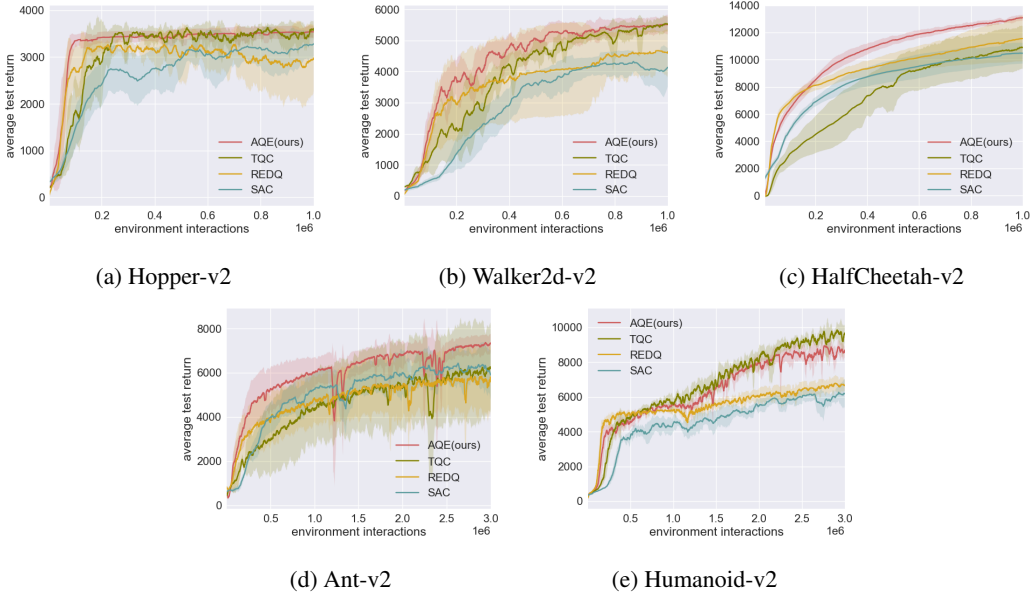 4000
3000
2000
1000
0
average test return
AQE(ours)
TQC
REDQ
SAC
0.2 0.4 0.6 0.8 1.0
environment interactions 1e6
(a) Hopper-v2
6000
5000
4000
3000
2000
1000
0
average test return
AQE(ours)
TQC
REDQ
SAC
0.2 0.4 0.6 0.8 1.0
environment interactions 1e6
(b) Walker2d-v2
14000
12000
10000
8000
6000
4000
2000
0
average test return
AQE(ours)
TQC
REDQ
SAC
0.2 0.4 0.6 0.8 1.0
environment interactions 1e6
(c) HalfCheetah-v2
8000
6000
4000
2000
0
average test return
AQE(ours)
TQC
REDQ
SAC
0.5 1.0 1.5 2.0 2.5 3.0
environment interactions 1e6
(d) Ant-v2
10000
8000
6000
4000
2000
0
average test return
AQE(ours)
TQC
REDQ
SAC
0.5 1.0 1.5 2.0 2.5 3.0
environment interactions 1e6
(e) Humanoid-v2